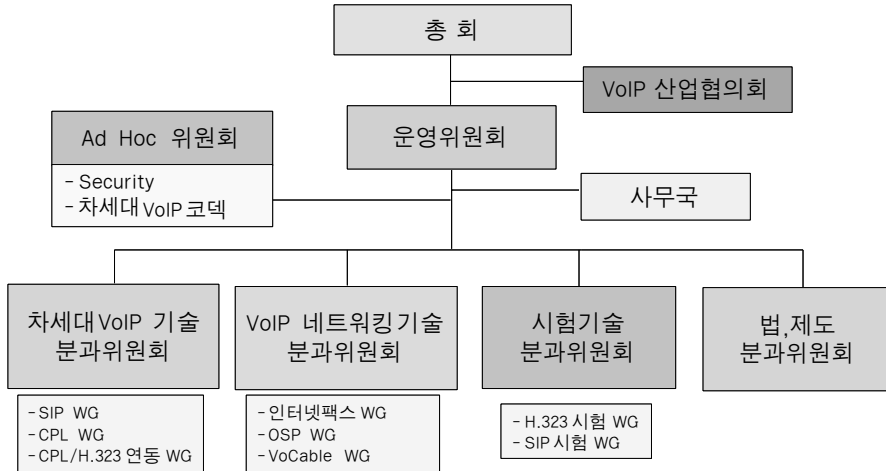 총 회
VoIP 산업협의회
Ad Hoc 위원회
운영위원회
- Security
- 차세대 VoIP 코덱
사무국
차세대 VoIP 기술
분과위원회
VoIP 네트워킹 기술
분과위원회
시험기술
분과위원회
법,제도
분과위원회
- SIP WG
- CPL WG
- CPL/H.323 연동 WG
- 인터넷팩스 WG
- OSP WG
- VoCable WG
- H.323 시험 WG
- SIP 시험 WG